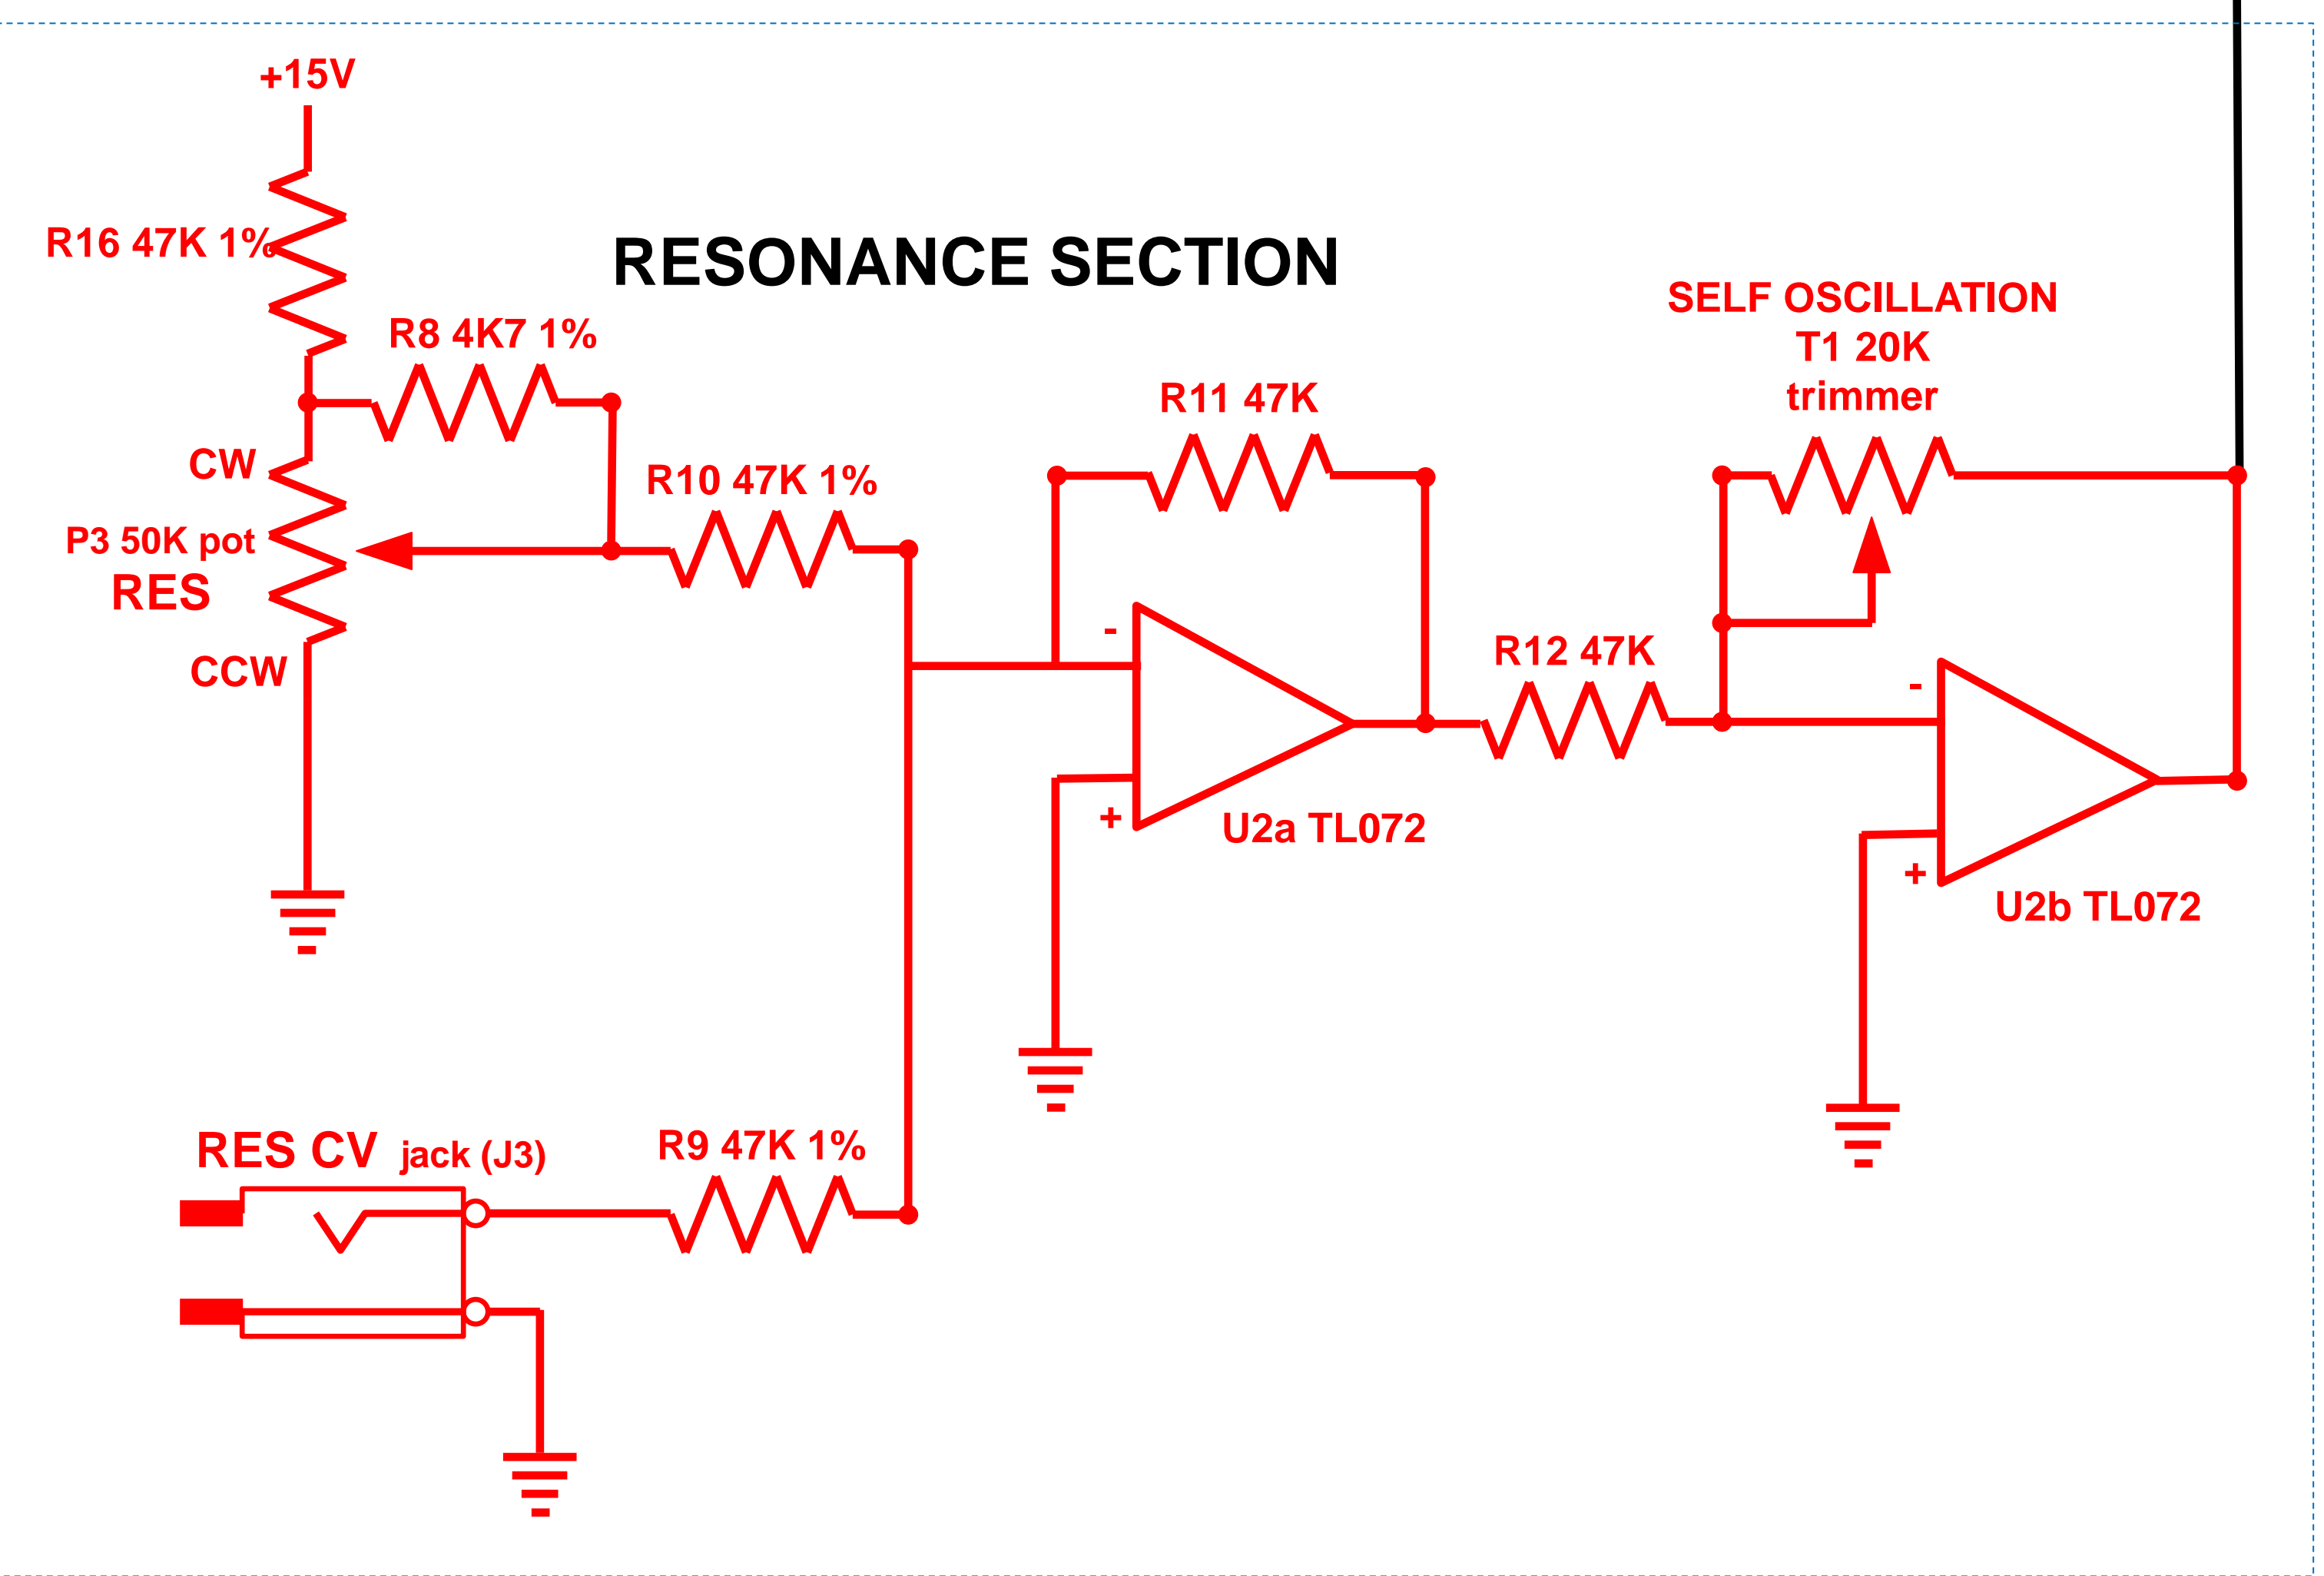 +15V
R16 47K 1%
RESONANCE SECTION
R8 4K7 1%
SELF OSCILLATION
T1 20K
trimmer
R11 47K
CW
R10 47K 1%
P3 50K pot
RES
-
R12 47K
CCW
-
+
U2a TL072
+
U2b TL072
RES CV jack (J3)
R9 47K 1%